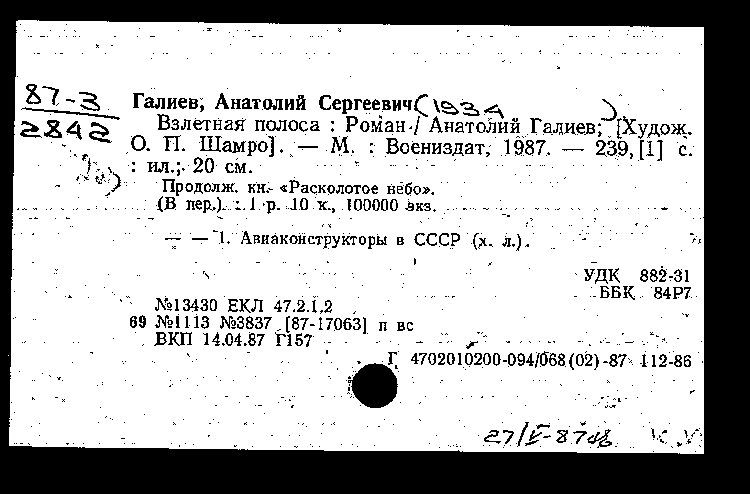 87-3
2842
Галиев, Анатолий Сергеевич (1934 )
Взлетная полоса : Роман / Анатолий Галиев; [Худож.
О. П. Шамро]. — М. : Воениздат, 1987. — 239, [1] с.
: ил.; 20 см.
Продолж. кн. «Расколотое небо».
(В пер.) : 1 р. 10 к., 100000 экз.
— — 1. Авиаконструкторы в СССР (х. л.).
УДК 882-31
ББК 84Р7
№13430 ЕКЛ 47.2.1.2
69 №1113 №3837 [87-17063] п вс
ВКП 14.04.87 Г157
Г 4702010200-094/068(02)-87 112-86
27/V-87